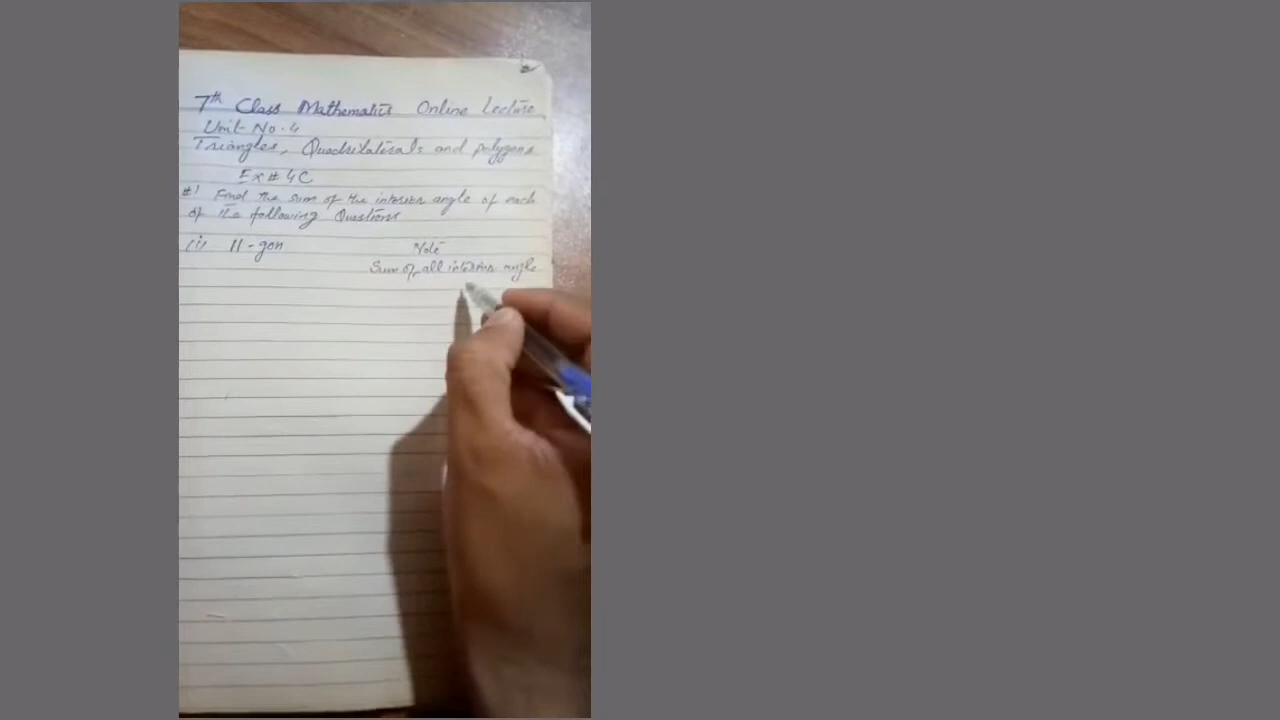 7th Class Mathematics Online Lecture
Unit No. 4
Triangles, Quadrilaterals and polygons
Ex # 4C
#1 Find the sum of the interior angle of each
of the following Questions
(i) 11-gon
Note
Sum of all interior angle